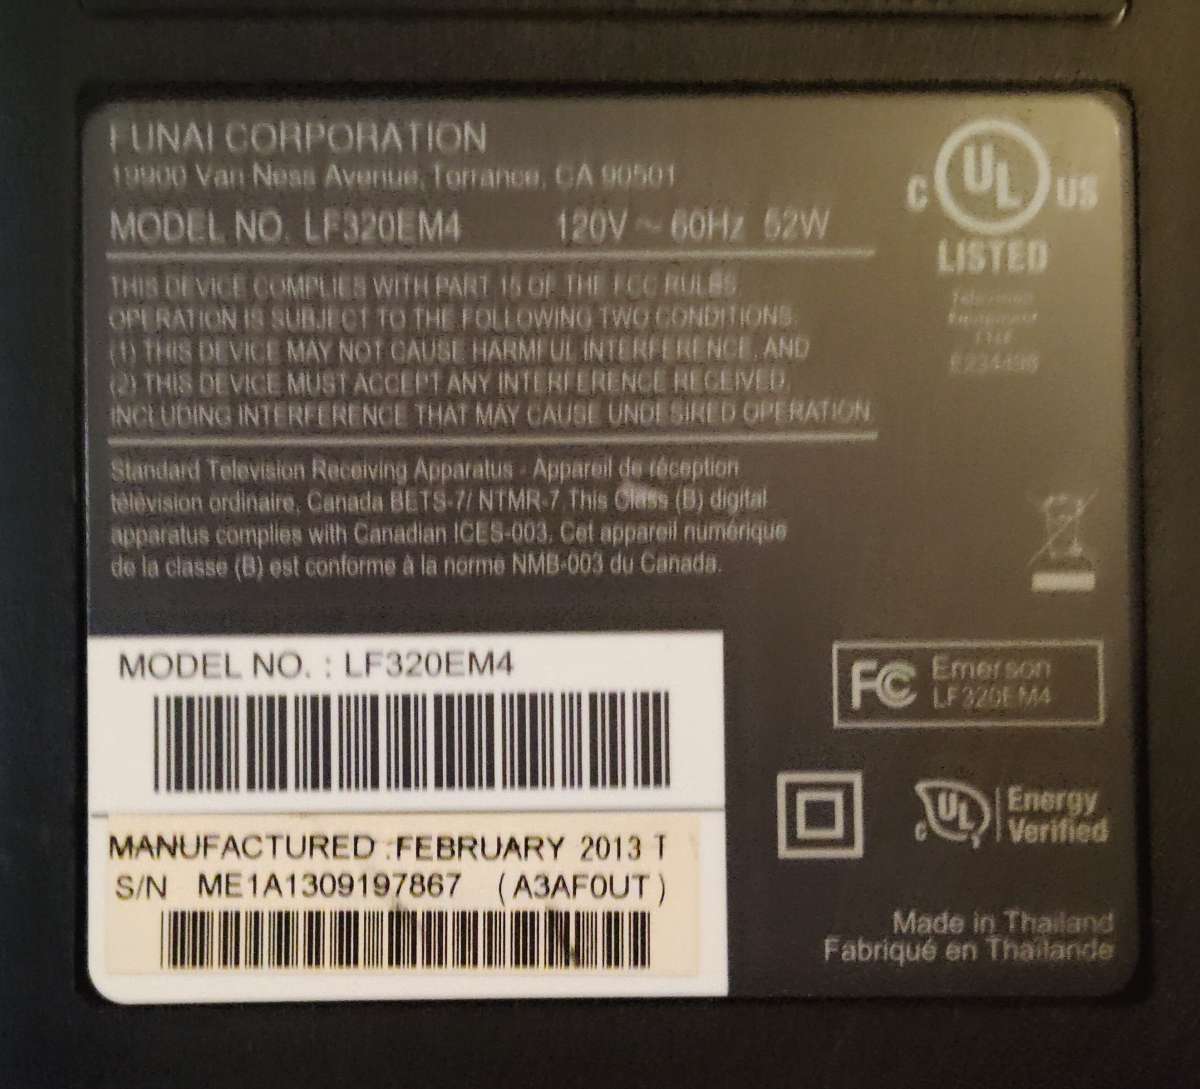 FUNAI CORPORATION
19900 Van Ness Avenue, Torrance, CA 90501
MODEL NO. LF320EM4 120V ~ 60Hz 52W
C UL US
LISTED
Television
Equipment
E234496
THIS DEVICE COMPLIES WITH PART 15 OF THE FCC RULES.
OPERATION IS SUBJECT TO THE FOLLOWING TWO CONDITIONS:
(1) THIS DEVICE MAY NOT CAUSE HARMFUL INTERFERENCE, AND
(2) THIS DEVICE MUST ACCEPT ANY INTERFERENCE RECEIVED,
INCLUDING INTERFERENCE THAT MAY CAUSE UNDESIRED OPERATION.
Standard Television Receiving Apparatus - Appareil de réception
télévision ordinaire, Canada BETS-7/ NTMR-7.This Class (B) digital
apparatus complies with Canadian ICES-003. Cet appareil numérique
de la classe (B) est conforme à la norme NMB-003 du Canada.
MODEL NO. : LF320EM4
FC Emerson
LF320EM4
MANUFACTURED :FEBRUARY 2013 T
S/N ME1A1309197867 (A3AF0UT)
C UL Energy
Verified
Made in Thailand
Fabriqué en Thaïlande